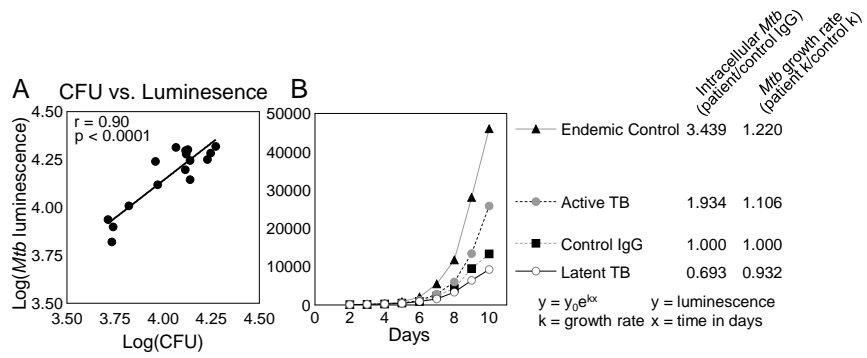 A
CFU vs. Luminesence
r = 0.90
p < 0.0001
Log(Mtb luminescence)
4.50
4.25
4.00
3.75
3.50
3.50 3.75 4.00 4.25 4.50
Log(CFU)
B
50000
40000
30000
20000
10000
0
0 2 4 6 8 10
Days
Intracellular Mtb
(patient/control IgG)
Mtb growth rate
(patient k/control k)
Endemic Control 3.439 1.220
Active TB 1.934 1.106
Control IgG 1.000 1.000
Latent TB 0.693 0.932
y = y₀eᵏˣ y = luminescence
k = growth rate x = time in days